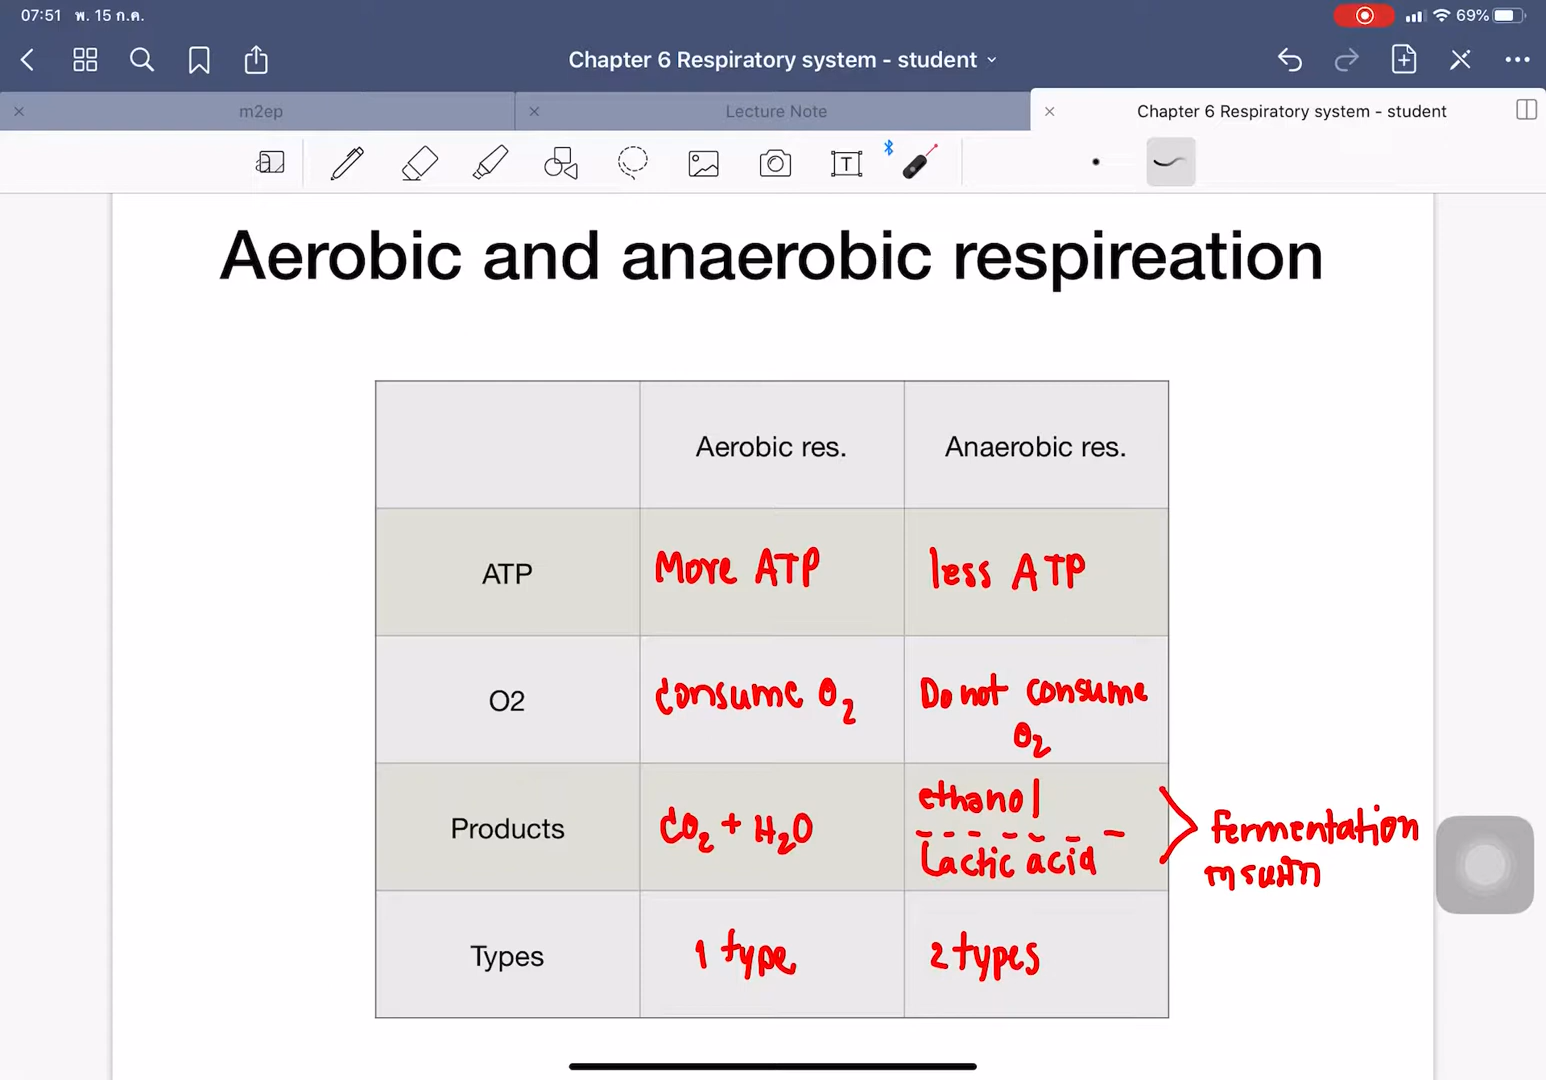 07:51 พ. 15 ก.ค. 69%
Chapter 6 Respiratory system - student
m2ep Lecture Note Chapter 6 Respiratory system - student
Aerobic and anaerobic respireation
Aerobic res. Anaerobic res.
ATP More ATP less ATP
O2 consume O2 Do not consume
O2
Products CO2 + H2O ethanol
Lactic acid
fermentation
การหมัก
Types 1 type 2 types